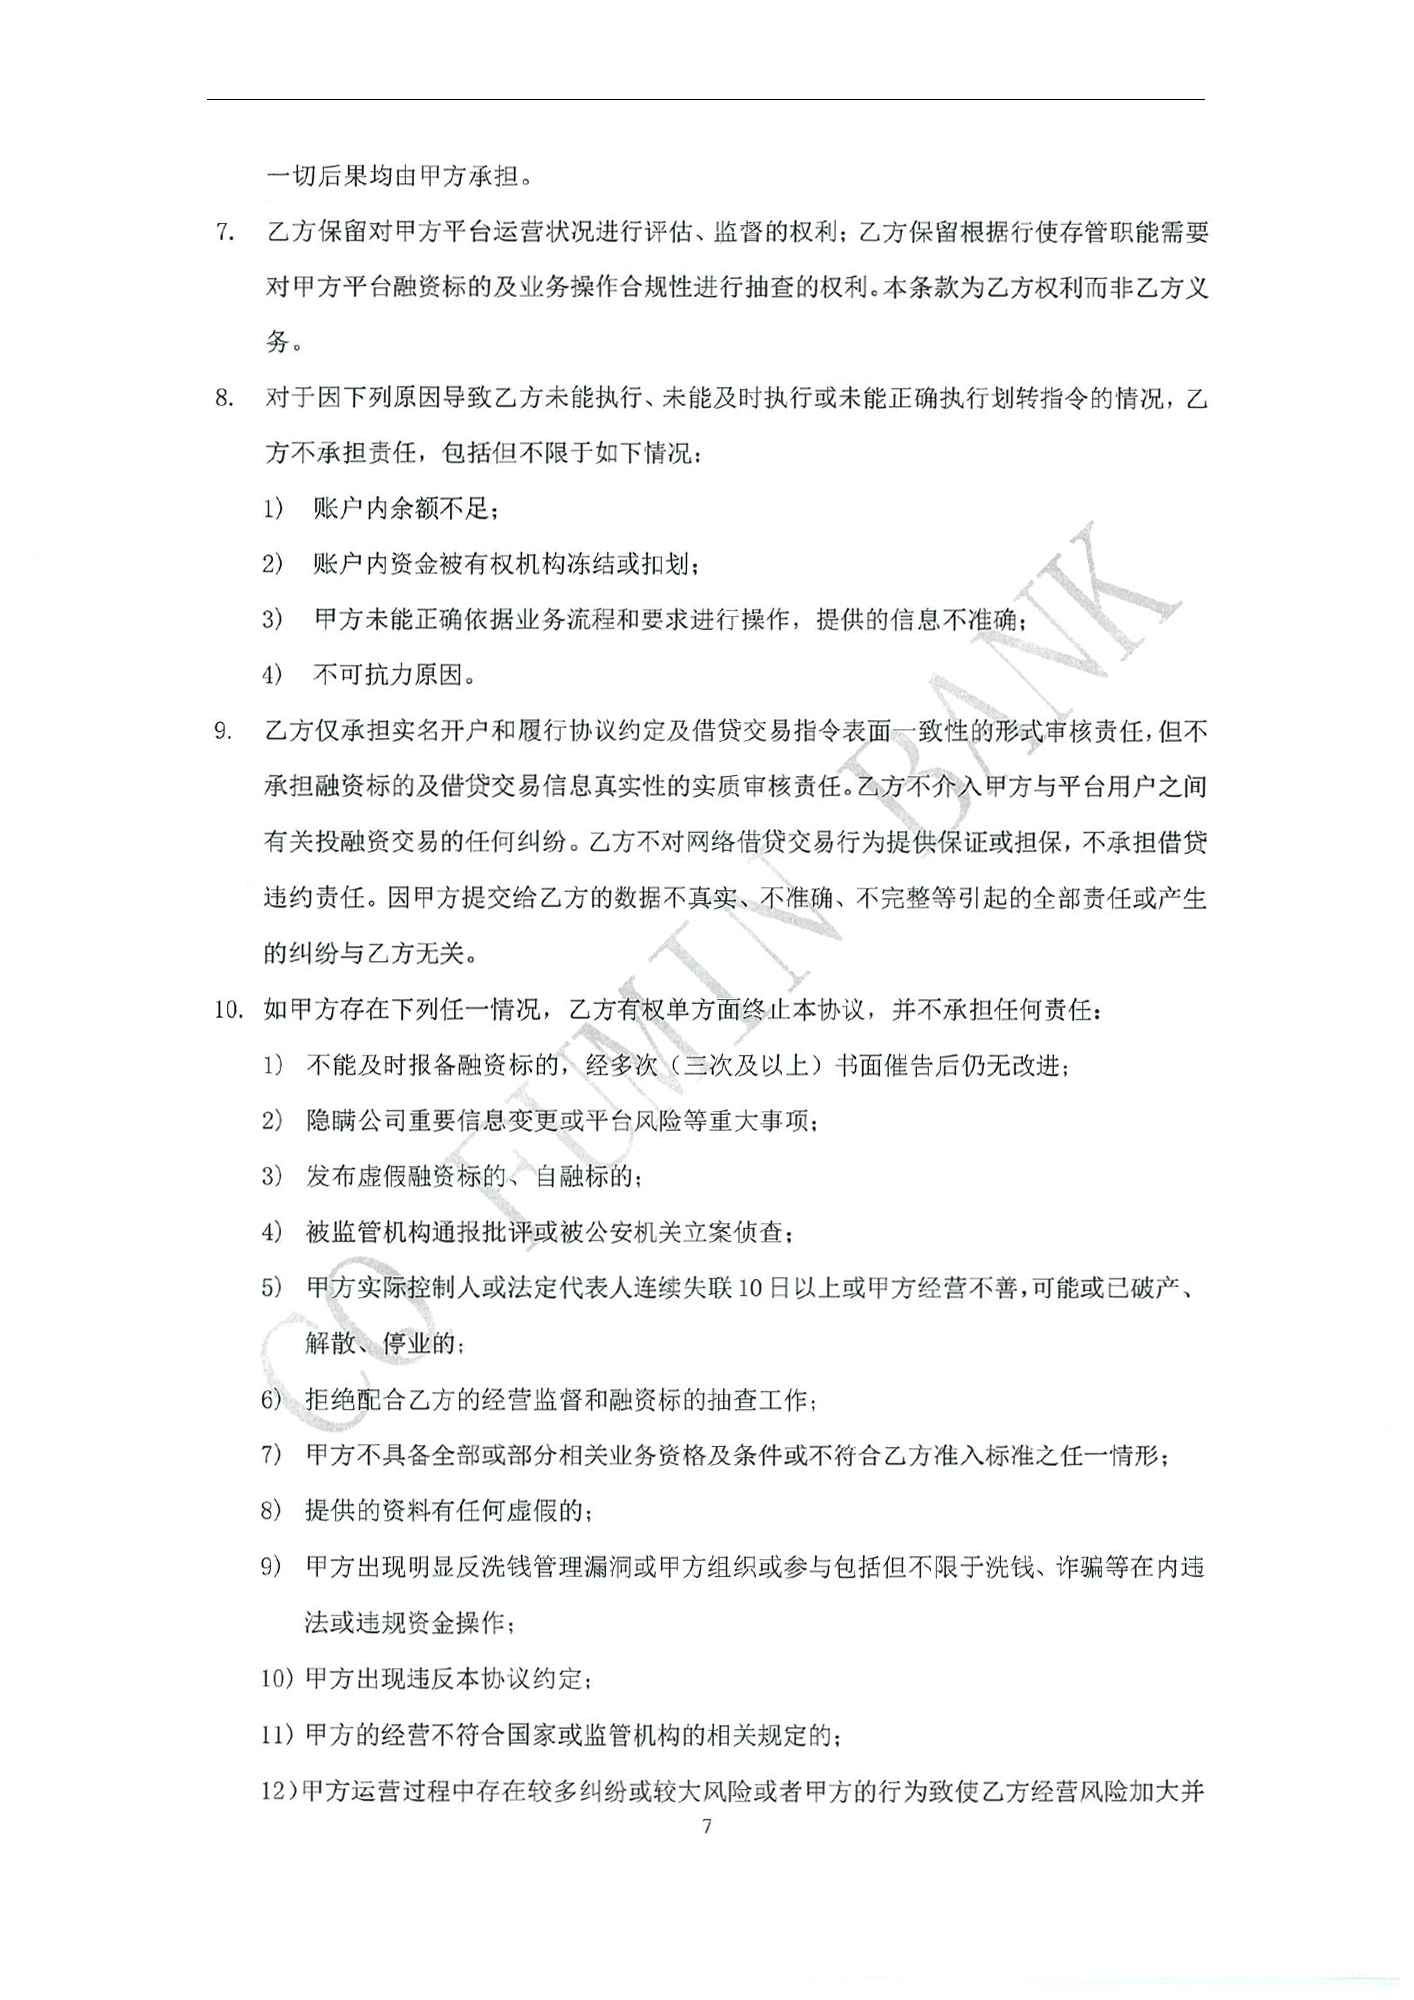 一切后果均由甲方承担。
7. 乙方保留对甲方平台运营状况进行评估、监督的权利；乙方保留根据行使存管职能需要
对甲方平台融资标的及业务操作合规性进行抽查的权利。本条款为乙方权利而非乙方义
务。
8. 对于因下列原因导致乙方未能执行、未能及时执行或未能正确执行划转指令的情况，乙
方不承担责任，包括但不限于如下情况：
1） 账户内余额不足；
2） 账户内资金被有权机构冻结或扣划；
3） 甲方未能正确依据业务流程和要求进行操作，提供的信息不准确；
4） 不可抗力原因。
9. 乙方仅承担实名开户和履行协议约定及借贷交易指令表面一致性的形式审核责任，但不
承担融资标的及借贷交易信息真实性的实质审核责任。乙方不介入甲方与平台用户之间
有关投融资交易的任何纠纷。乙方不对网络借贷交易行为提供保证或担保，不承担借贷
违约责任。因甲方提交给乙方的数据不真实、不准确、不完整等引起的全部责任或产生
的纠纷与乙方无关。
10. 如甲方存在下列任一情况，乙方有权单方面终止本协议，并不承担任何责任：
1） 不能及时报备融资标的，经多次（三次及以上）书面催告后仍无改进；
2） 隐瞒公司重要信息变更或平台风险等重大事项；
3） 发布虚假融资标的、自融标的；
4） 被监管机构通报批评或被公安机关立案侦查；
5） 甲方实际控制人或法定代表人连续失联 10 日以上或甲方经营不善，可能或已破产、
解散、停业的；
6） 拒绝配合乙方的经营监督和融资标的抽查工作；
7） 甲方不具备全部或部分相关业务资格及条件或不符合乙方准入标准之任一情形；
8） 提供的资料有任何虚假的；
9） 甲方出现明显反洗钱管理漏洞或甲方组织或参与包括但不限于洗钱、诈骗等在内违
法或违规资金操作；
10） 甲方出现违反本协议约定；
11） 甲方的经营不符合国家或监管机构的相关规定的；
12） 甲方运营过程中存在较多纠纷或较大风险或者甲方的行为致使乙方经营风险加大并
7
CQ FUMIN BANK